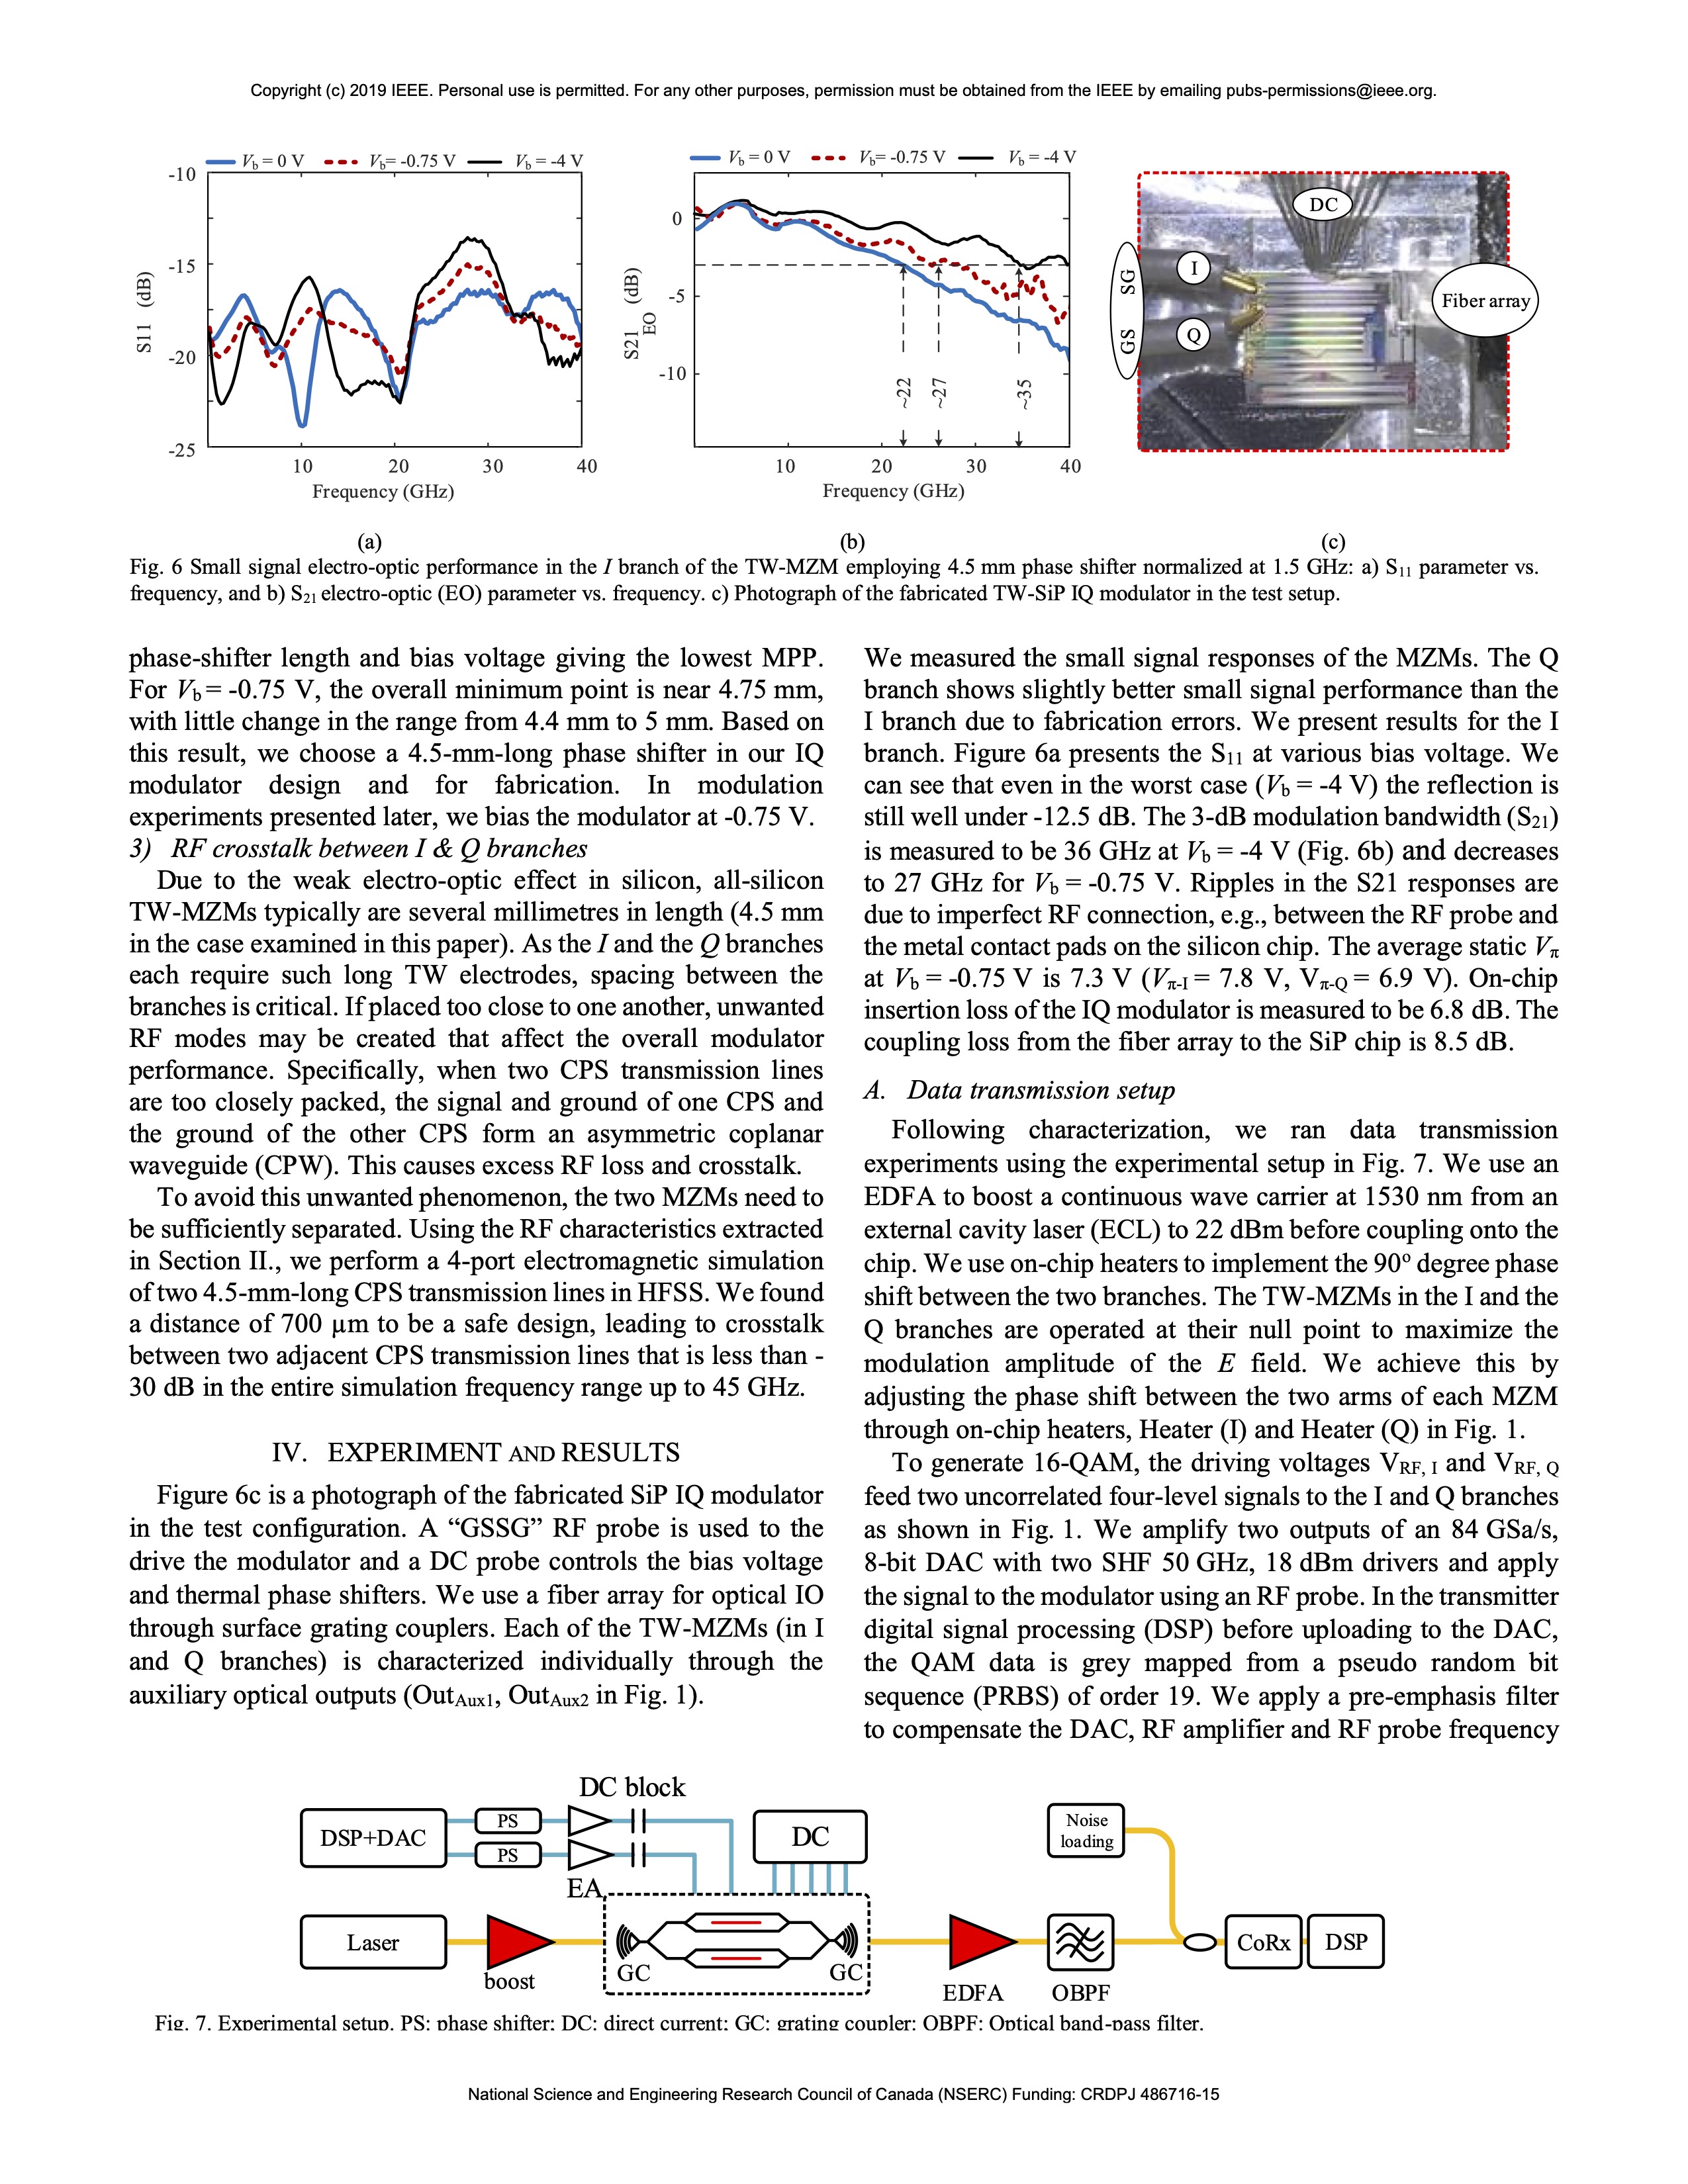 Copyright (c) 2019 IEEE. Personal use is permitted. For any other purposes, permission must be obtained from the IEEE by emailing pubs-permissions@ieee.org.
Vb = 0 V Vb= -0.75 V Vb = -4 V
-10
-15
-20
-25
S11 (dB)
10 20 30 40
Frequency (GHz)
(a)
Vb = 0 V Vb= -0.75 V Vb = -4 V
0
-5
-10
S21 EO (dB)
~22
~27
~35
10 20 30 40
Frequency (GHz)
(b)
DC
I
Q
SG
GS
Fiber array
(c)
Fig. 6 Small signal electro-optic performance in the I branch of the TW-MZM employing 4.5 mm phase shifter normalized at 1.5 GHz: a) S11 parameter vs.
frequency, and b) S21 electro-optic (EO) parameter vs. frequency. c) Photograph of the fabricated TW-SiP IQ modulator in the test setup.
phase-shifter length and bias voltage giving the lowest MPP.
For Vb = -0.75 V, the overall minimum point is near 4.75 mm,
with little change in the range from 4.4 mm to 5 mm. Based on
this result, we choose a 4.5-mm-long phase shifter in our IQ
modulator design and for fabrication. In modulation
experiments presented later, we bias the modulator at -0.75 V.
3) RF crosstalk between I & Q branches
Due to the weak electro-optic effect in silicon, all-silicon
TW-MZMs typically are several millimetres in length (4.5 mm
in the case examined in this paper). As the I and the Q branches
each require such long TW electrodes, spacing between the
branches is critical. If placed too close to one another, unwanted
RF modes may be created that affect the overall modulator
performance. Specifically, when two CPS transmission lines
are too closely packed, the signal and ground of one CPS and
the ground of the other CPS form an asymmetric coplanar
waveguide (CPW). This causes excess RF loss and crosstalk.
To avoid this unwanted phenomenon, the two MZMs need to
be sufficiently separated. Using the RF characteristics extracted
in Section II., we perform a 4-port electromagnetic simulation
of two 4.5-mm-long CPS transmission lines in HFSS. We found
a distance of 700 µm to be a safe design, leading to crosstalk
between two adjacent CPS transmission lines that is less than -
30 dB in the entire simulation frequency range up to 45 GHz.
IV. EXPERIMENT AND RESULTS
Figure 6c is a photograph of the fabricated SiP IQ modulator
in the test configuration. A “GSSG” RF probe is used to the
drive the modulator and a DC probe controls the bias voltage
and thermal phase shifters. We use a fiber array for optical IO
through surface grating couplers. Each of the TW-MZMs (in I
and Q branches) is characterized individually through the
auxiliary optical outputs (OutAux1, OutAux2 in Fig. 1).
We measured the small signal responses of the MZMs. The Q
branch shows slightly better small signal performance than the
I branch due to fabrication errors. We present results for the I
branch. Figure 6a presents the S11 at various bias voltage. We
can see that even in the worst case (Vb = -4 V) the reflection is
still well under -12.5 dB. The 3-dB modulation bandwidth (S21)
is measured to be 36 GHz at Vb = -4 V (Fig. 6b) and decreases
to 27 GHz for Vb = -0.75 V. Ripples in the S21 responses are
due to imperfect RF connection, e.g., between the RF probe and
the metal contact pads on the silicon chip. The average static Vπ
at Vb = -0.75 V is 7.3 V (Vπ-I = 7.8 V, Vπ-Q = 6.9 V). On-chip
insertion loss of the IQ modulator is measured to be 6.8 dB. The
coupling loss from the fiber array to the SiP chip is 8.5 dB.
A. Data transmission setup
Following characterization, we ran data transmission
experiments using the experimental setup in Fig. 7. We use an
EDFA to boost a continuous wave carrier at 1530 nm from an
external cavity laser (ECL) to 22 dBm before coupling onto the
chip. We use on-chip heaters to implement the 90º degree phase
shift between the two branches. The TW-MZMs in the I and the
Q branches are operated at their null point to maximize the
modulation amplitude of the E field. We achieve this by
adjusting the phase shift between the two arms of each MZM
through on-chip heaters, Heater (I) and Heater (Q) in Fig. 1.
To generate 16-QAM, the driving voltages VRF, I and VRF, Q
feed two uncorrelated four-level signals to the I and Q branches
as shown in Fig. 1. We amplify two outputs of an 84 GSa/s,
8-bit DAC with two SHF 50 GHz, 18 dBm drivers and apply
the signal to the modulator using an RF probe. In the transmitter
digital signal processing (DSP) before uploading to the DAC,
the QAM data is grey mapped from a pseudo random bit
sequence (PRBS) of order 19. We apply a pre-emphasis filter
to compensate the DAC, RF amplifier and RF probe frequency
DC block
DSP+DAC
PS
PS
EA
DC
Noise
loading
Laser
boost
GC
GC
EDFA
OBPF
CoRx
DSP
Fig. 7. Experimental setup. PS: phase shifter; DC: direct current; GC: grating coupler; OBPF: Optical band-pass filter.
National Science and Engineering Research Council of Canada (NSERC) Funding: CRDPJ 486716-15